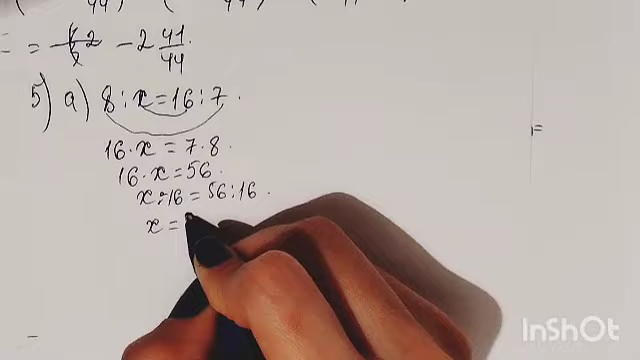 = 2 - 2 41/44
5) a) 8 : x = 16 : 7.
16 · x = 7 · 8.
16 · x = 56.
x = 16 = 56 : 16.
x =
InShOt